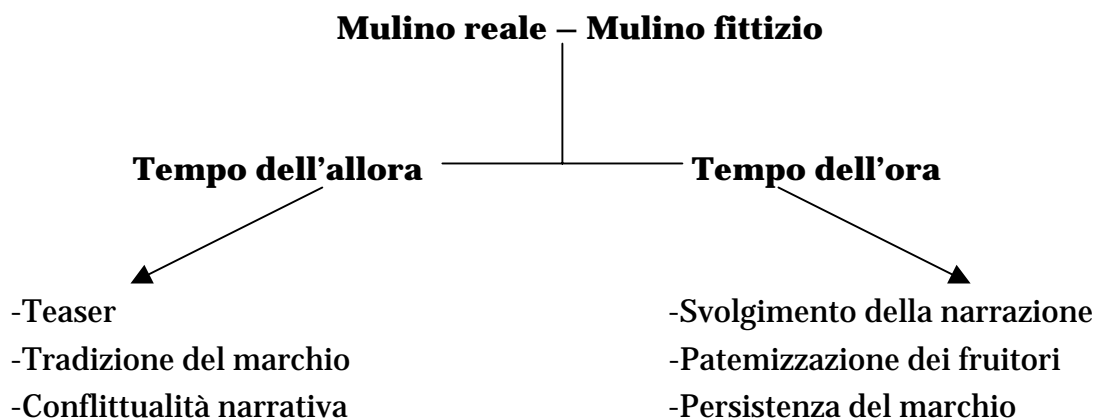 Mulino reale – Mulino fittizio
Tempo dell'allora
Tempo dell'ora
-Teaser
-Tradizione del marchio
-Conflittualità narrativa
-Svolgimento della narrazione
-Patemizzazione dei fruitori
-Persistenza del marchio